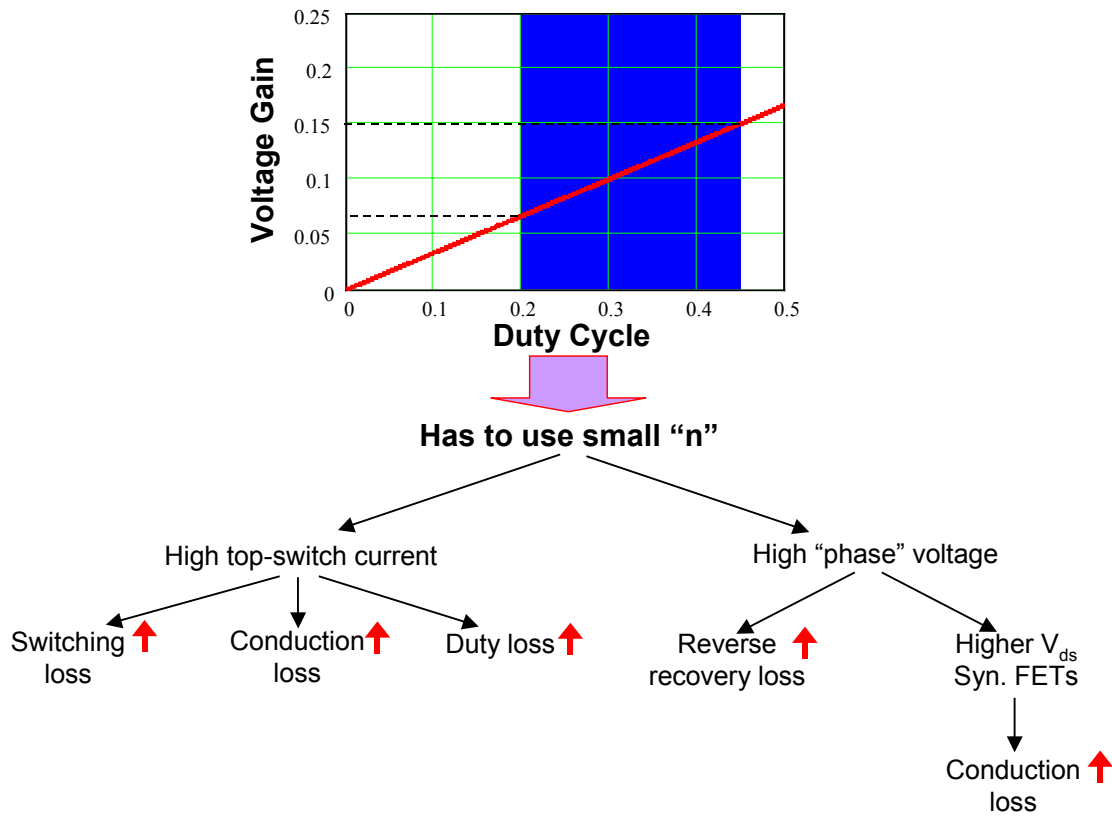 0.25
0.2
0.15
0.1
0.05
0
Voltage Gain
0 0.1 0.2 0.3 0.4 0.5
Duty Cycle
Has to use small “n”
High top-switch current
High “phase” voltage
Switching
loss
Conduction
loss
Duty loss
Reverse
recovery loss
Higher Vds
Syn. FETs
Conduction
loss